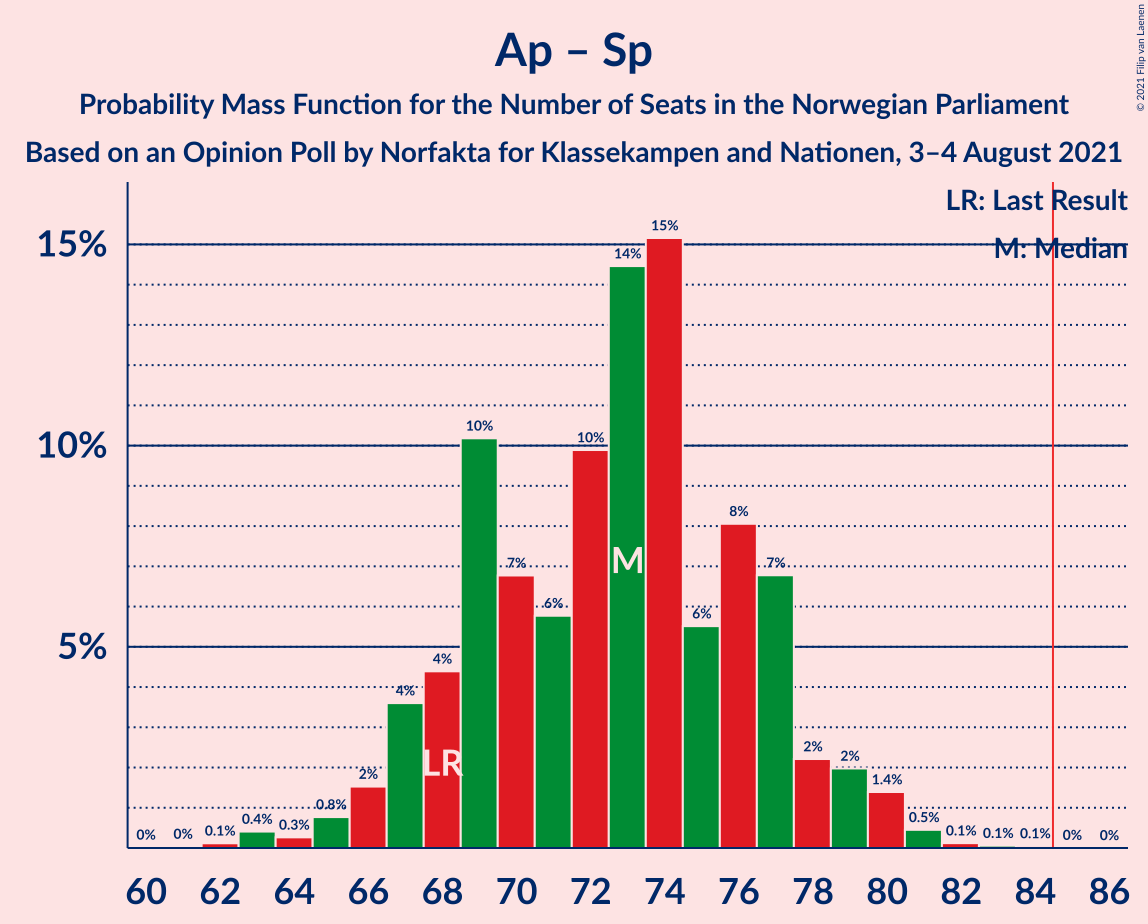 Ap – Sp
Probability Mass Function for the Number of Seats in the Norwegian Parliament
Based on an Opinion Poll by Norfakta for Klassekampen and Nationen, 3–4 August 2021
© 2021 Filip van Laenen
LR: Last Result
M: Median
15%
10%
5%
0% 0% 0.1% 0.4% 0.3% 0.8% 2% 4% 4% 10% 7% 6% 10% 14% 15% 6% 8% 7% 2% 2% 1.4% 0.5% 0.1% 0.1% 0.1% 0% 0%
M
LR
60 62 64 66 68 70 72 74 76 78 80 82 84 86